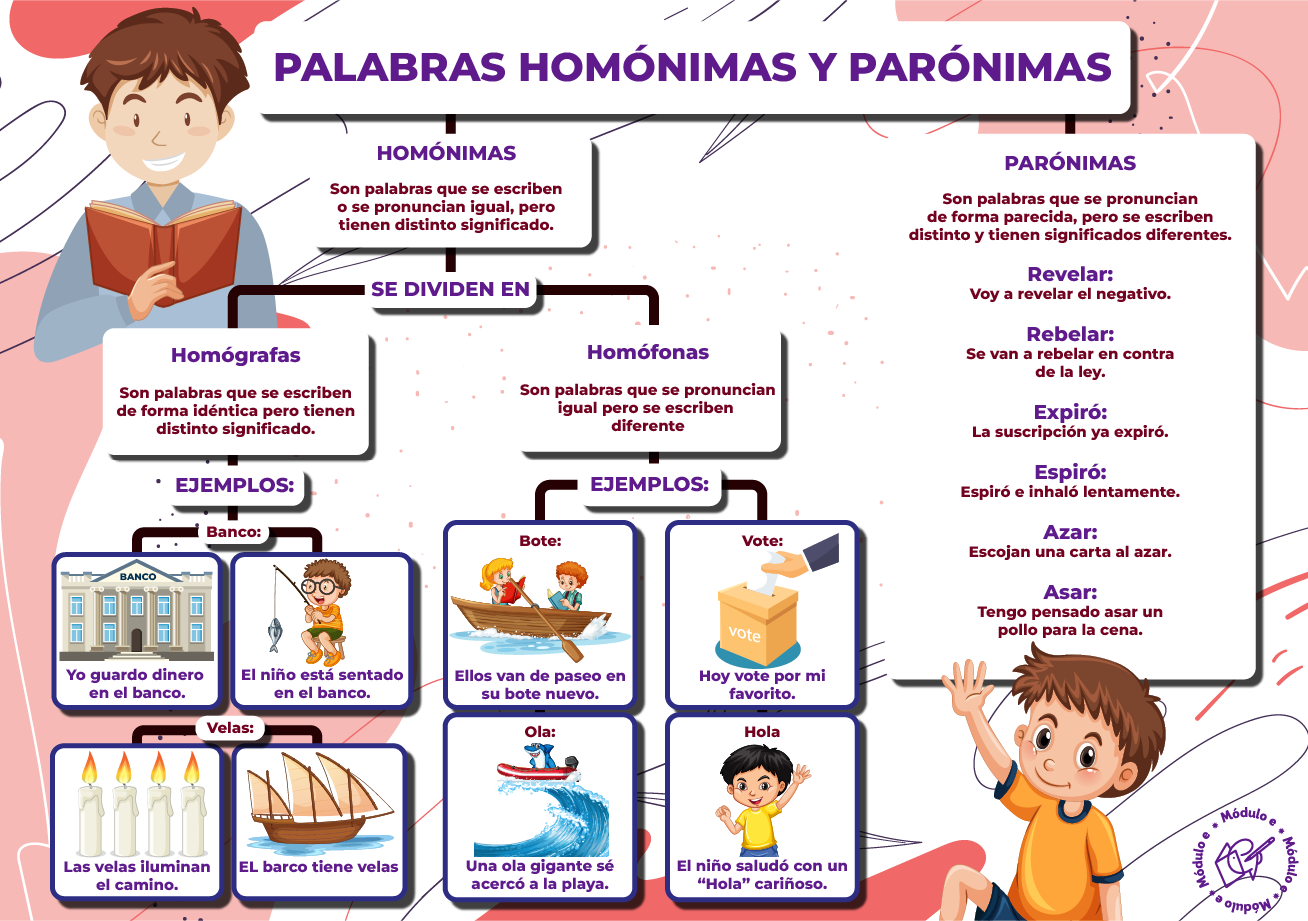 PALABRAS HOMÓNIMAS Y PARÓNIMAS
HOMÓNIMAS
Son palabras que se escriben
o se pronuncian igual, pero
tienen distinto significado.
SE DIVIDEN EN
Homógrafas
Son palabras que se escriben
de forma idéntica pero tienen
distinto significado.
EJEMPLOS:
Banco:
BANCO
Yo guardo dinero
en el banco.
El niño está sentado
en el banco.
Velas:
Las velas iluminan
el camino.
EL barco tiene velas
Homófonas
Son palabras que se pronuncian
igual pero se escriben
diferente
EJEMPLOS:
Bote:
Ellos van de paseo en
su bote nuevo.
Vote:
vote
Hoy vote por mi
favorito.
Ola:
Una ola gigante sé
acercó a la playa.
Hola
El niño saludó con un
“Hola” cariñoso.
PARÓNIMAS
Son palabras que se pronuncian
de forma parecida, pero se escriben
distinto y tienen significados diferentes.
Revelar:
Voy a revelar el negativo.
Rebelar:
Se van a rebelar en contra
de la ley.
Expiró:
La suscripción ya expiró.
Espiró:
Espiró e inhaló lentamente.
Azar:
Escojan una carta al azar.
Asar:
Tengo pensado asar un
pollo para la cena.
Módulo e * Módulo e * Módulo e * Módulo e *